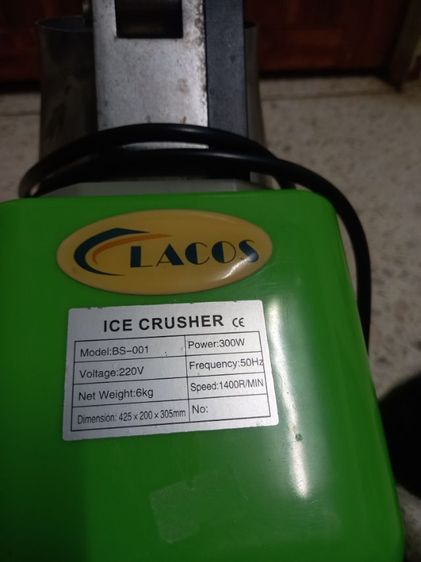 LACOS
ICE CRUSHER CE
Model:BS-001 Power:300W
Voltage:220V Frequency:50Hz
Net Weight:6kg Speed:1400R/MIN
Dimension: 425 x 200 x 305mm No: